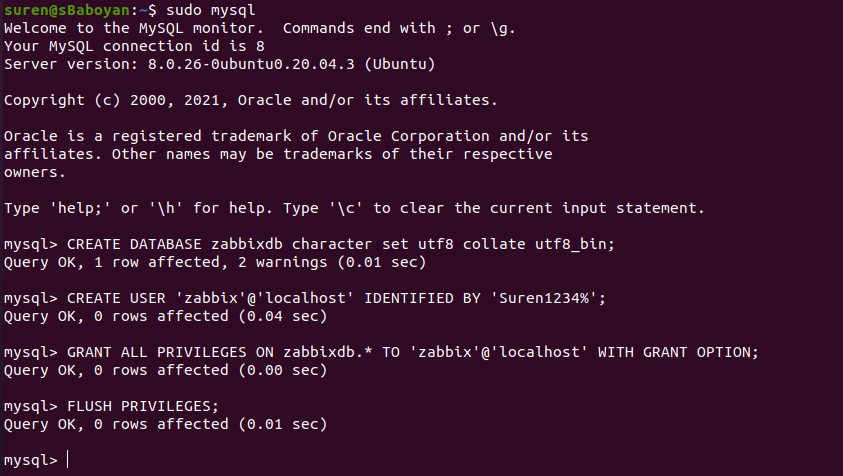 suren@sBaboyan:~$ sudo mysql
Welcome to the MySQL monitor.  Commands end with ; or \g.
Your MySQL connection id is 8
Server version: 8.0.26-0ubuntu0.20.04.3 (Ubuntu)
Copyright (c) 2000, 2021, Oracle and/or its affiliates.
Oracle is a registered trademark of Oracle Corporation and/or its
affiliates. Other names may be trademarks of their respective
owners.
Type 'help;' or '\h' for help. Type '\c' to clear the current input statement.
mysql> CREATE DATABASE zabbixdb character set utf8 collate utf8_bin;
Query OK, 1 row affected, 2 warnings (0.01 sec)
mysql> CREATE USER 'zabbix'@'localhost' IDENTIFIED BY 'Suren1234%';
Query OK, 0 rows affected (0.04 sec)
mysql> GRANT ALL PRIVILEGES ON zabbixdb.* TO 'zabbix'@'localhost' WITH GRANT OPTION;
Query OK, 0 rows affected (0.00 sec)
mysql> FLUSH PRIVILEGES;
Query OK, 0 rows affected (0.01 sec)
mysql>